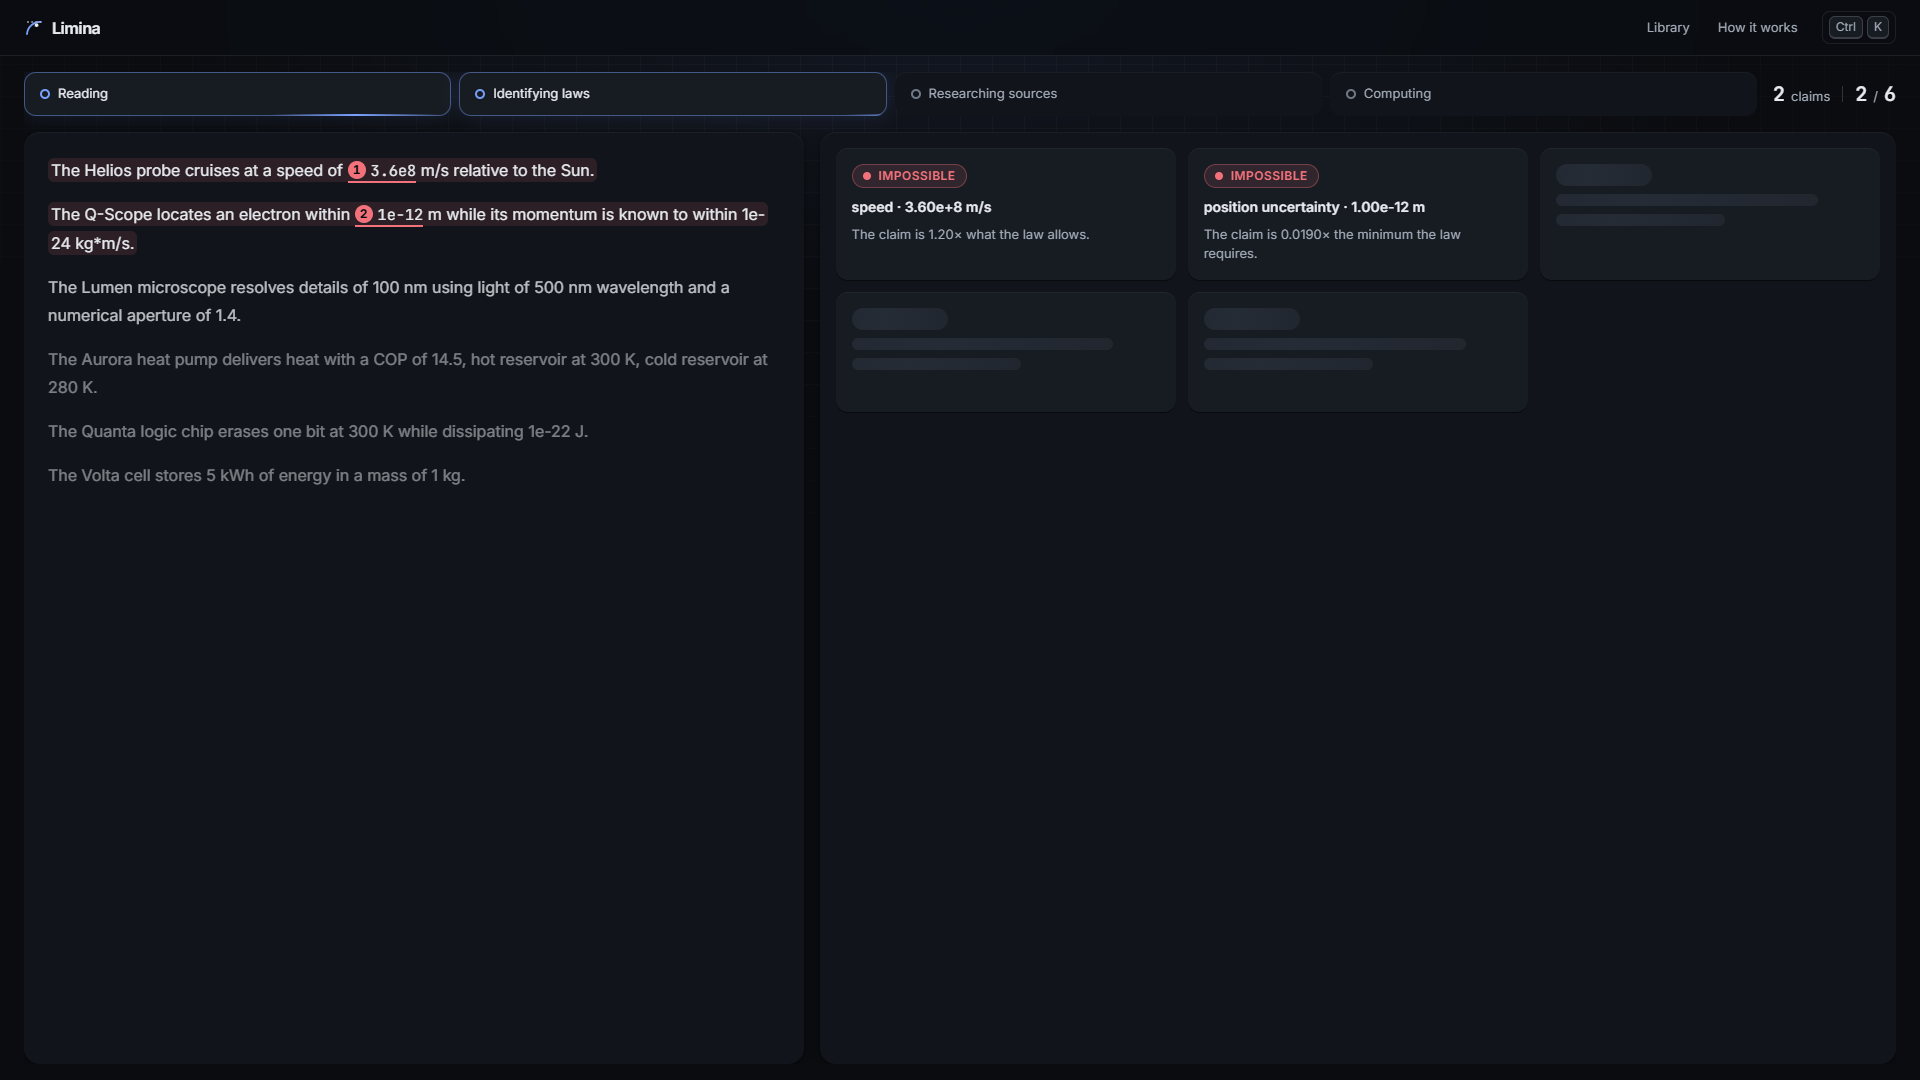 Limina
Library
How it works
Ctrl K
Reading
Identifying laws
Researching sources
Computing
2 claims 2 / 6
The Helios probe cruises at a speed of 1 3.6e8 m/s relative to the Sun.
The Q-Scope locates an electron within 2 1e-12 m while its momentum is known to within 1e-
24 kg*m/s.
The Lumen microscope resolves details of 100 nm using light of 500 nm wavelength and a
numerical aperture of 1.4.
The Aurora heat pump delivers heat with a COP of 14.5, hot reservoir at 300 K, cold reservoir at
280 K.
The Quanta logic chip erases one bit at 300 K while dissipating 1e-22 J.
The Volta cell stores 5 kWh of energy in a mass of 1 kg.
IMPOSSIBLE
speed · 3.60e+8 m/s
The claim is 1.20× what the law allows.
IMPOSSIBLE
position uncertainty · 1.00e-12 m
The claim is 0.0190× the minimum the law
requires.